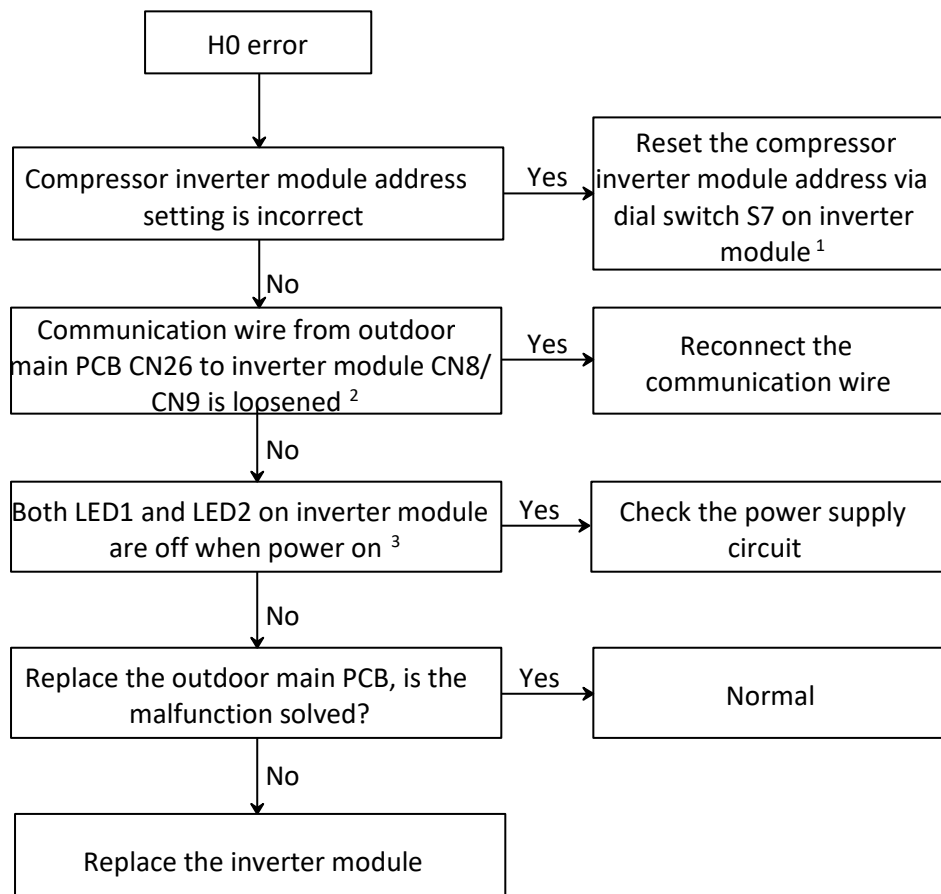 H0 error
Compressor inverter module address
setting is incorrect
Yes
Reset the compressor
inverter module address via
dial switch S7 on inverter
module ¹
No
Communication wire from outdoor
main PCB CN26 to inverter module CN8/
CN9 is loosened ²
Yes
Reconnect the
communication wire
No
Both LED1 and LED2 on inverter module
are off when power on ³
Yes
Check the power supply
circuit
No
Replace the outdoor main PCB, is the
malfunction solved?
Yes
Normal
No
Replace the inverter module